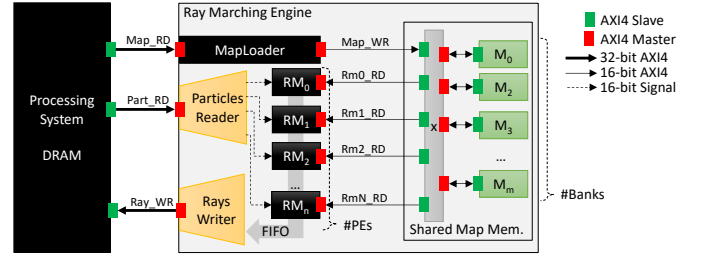 Ray Marching Engine
Processing
System
DRAM
Map_RD
Part_RD
Ray_WR
MapLoader
Particles
Reader
Rays
Writer
RM0
RM1
RM2
...
RMn
FIFO
#PEs
Map_WR
Rm0_RD
Rm1_RD
Rm2_RD
RmN_RD
x
M0
M2
M3
...
Mm
Shared Map Mem.
#Banks
AXI4 Slave
AXI4 Master
32-bit AXI4
16-bit AXI4
16-bit Signal